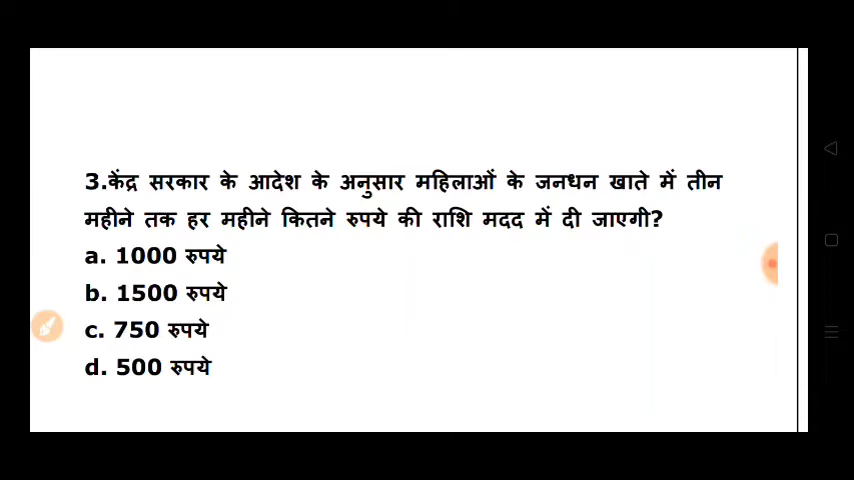 3.केंद्र सरकार के आदेश के अनुसार महिलाओं के जनधन खाते में तीन
महीने तक हर महीने कितने रुपये की राशि मदद में दी जाएगी?
a. 1000 रुपये
b. 1500 रुपये
c. 750 रुपये
d. 500 रुपये